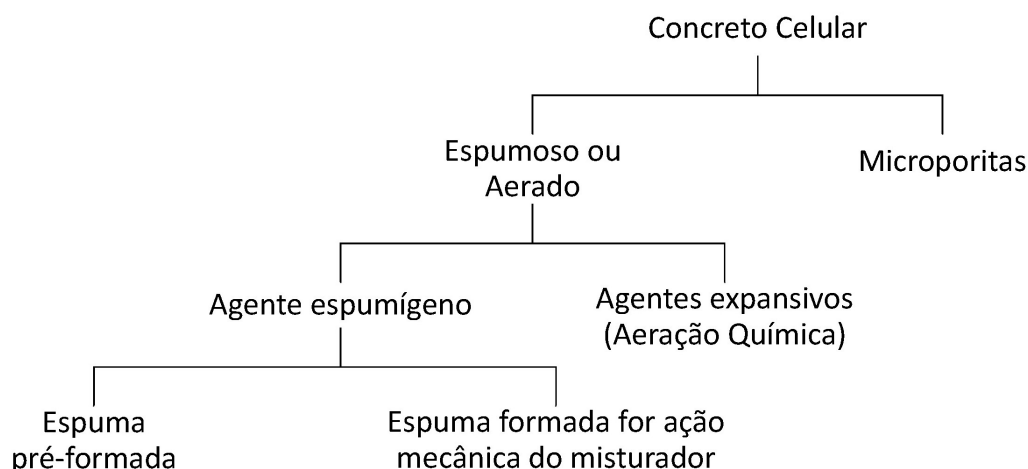 Concreto Celular
Espumoso ou
Aerado
Microporitas
Agente espumígeno
Agentes expansivos
(Aeração Química)
Espuma
pré-formada
Espuma formada for ação
mecânica do misturador